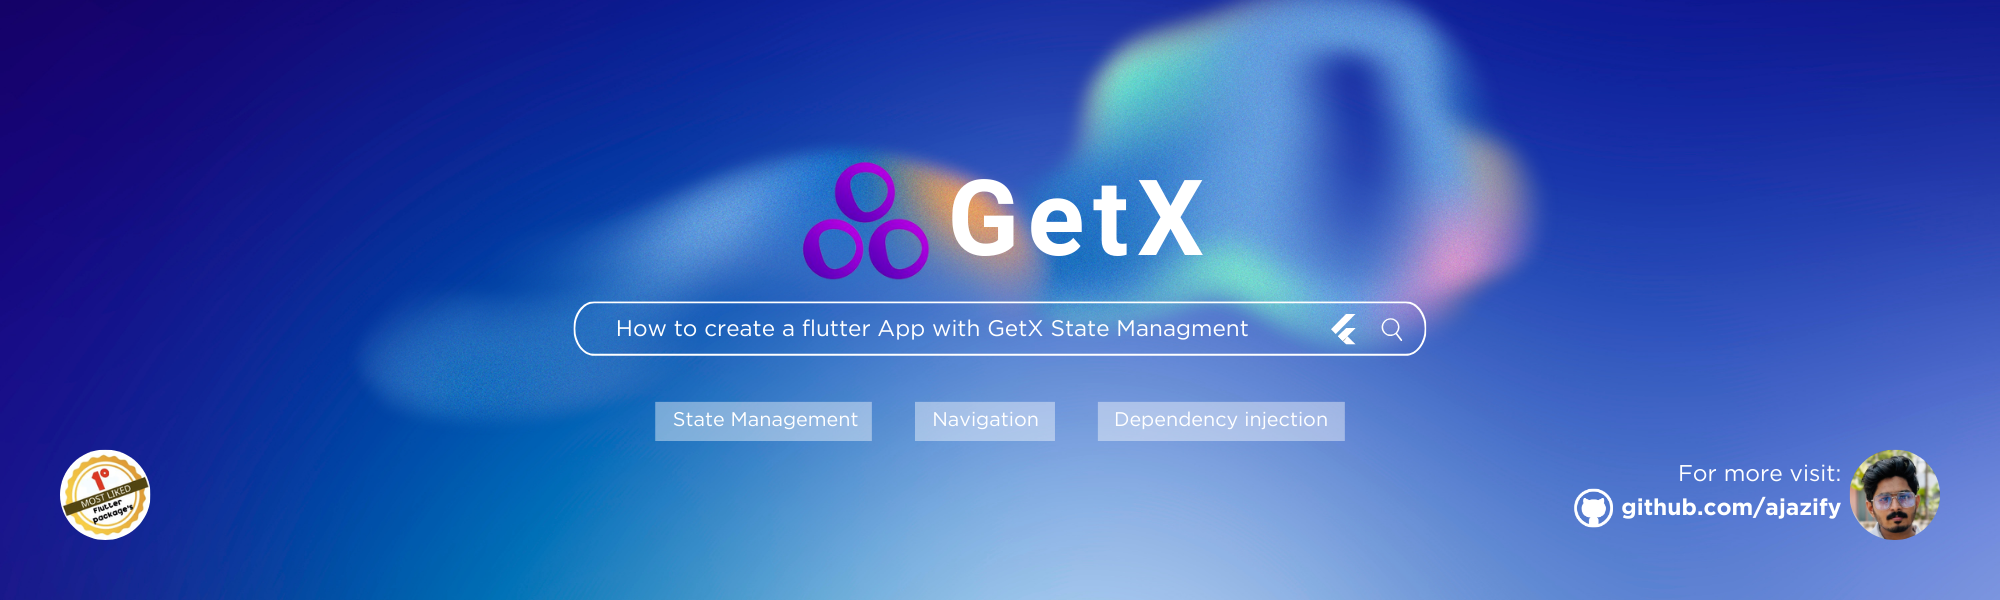 GetX
How to create a flutter App with GetX State Managment
State Management
Navigation
Dependency injection
1º
MOST LIKED
Flutter
package's
For more visit:
github.com/ajazify